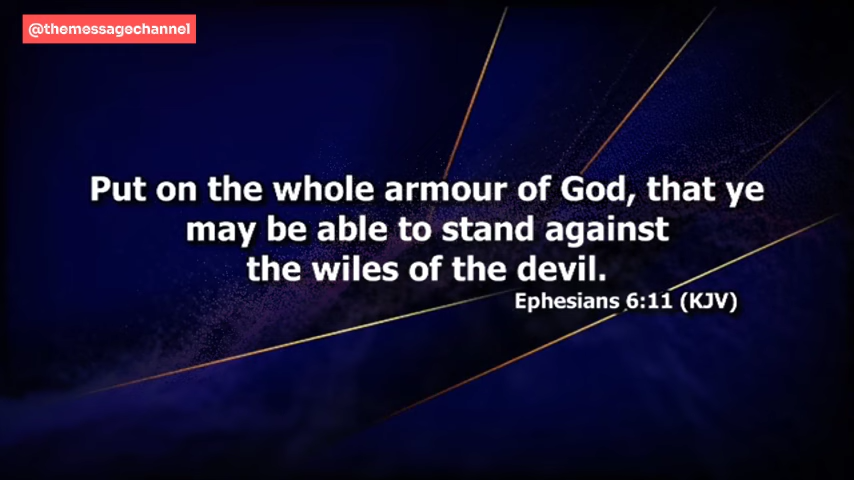 @themessagechannel
Put on the whole armour of God, that ye
may be able to stand against
the wiles of the devil.
Ephesians 6:11 (KJV)